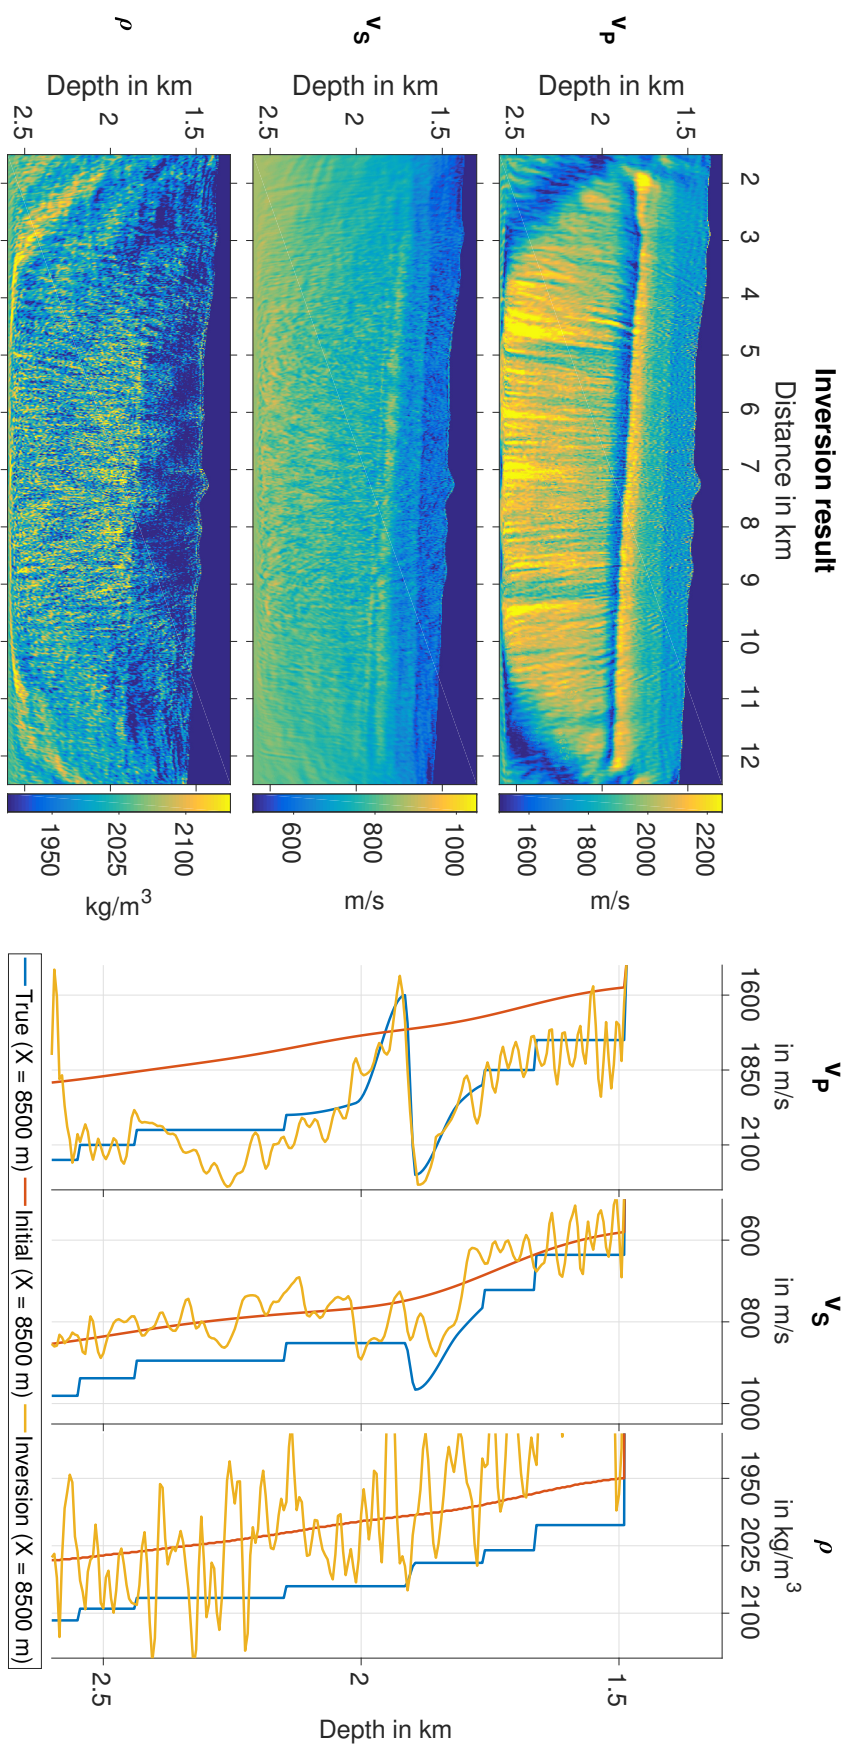 Inversion result
Distance in km
2 3 4 5 6 7 8 9 10 11 12
v_P
Depth in km
1.5
2
2.5
1600 1800 2000 2200
m/s
v_S
Depth in km
1.5
2
2.5
600 800 1000
m/s
ρ
Depth in km
1.5
2
2.5
1950 2025 2100
kg/m³
v_P
in m/s
1600 1850 2100
v_S
in m/s
600 800 1000
ρ
in kg/m³
1950 2025 2100
1.5
2
2.5
Depth in km
True (X = 8500 m) Initial (X = 8500 m) Inversion (X = 8500 m)